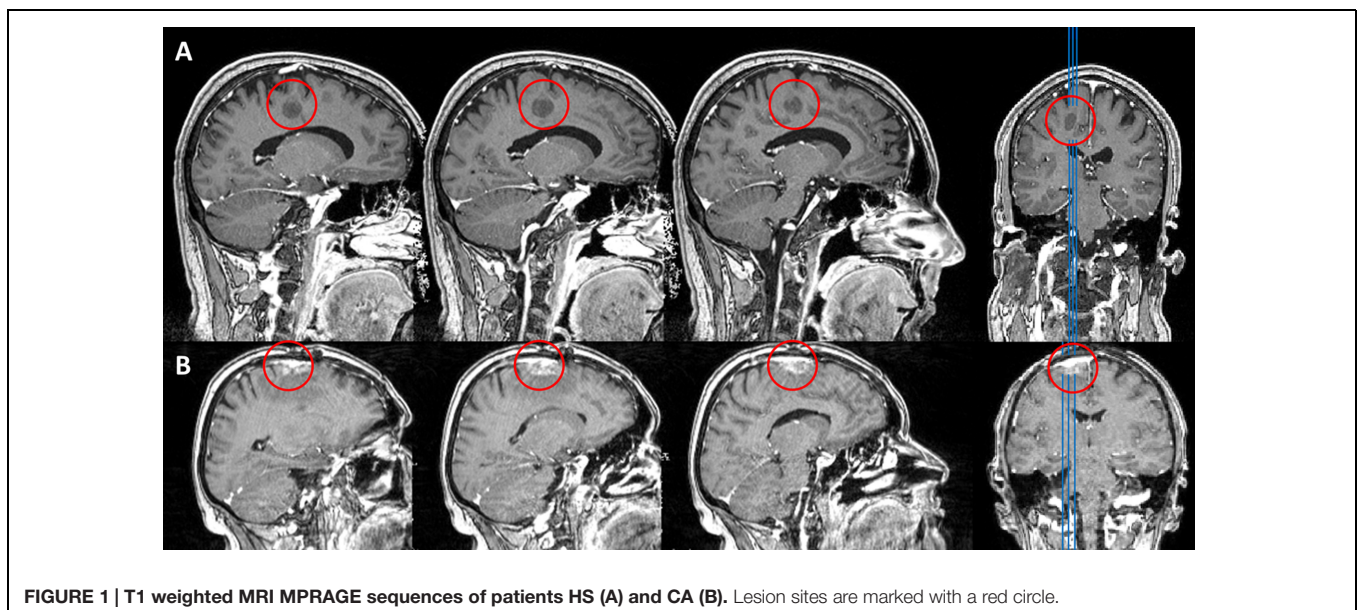 A
B
FIGURE 1 | T1 weighted MRI MPRAGE sequences of patients HS (A) and CA (B). Lesion sites are marked with a red circle.